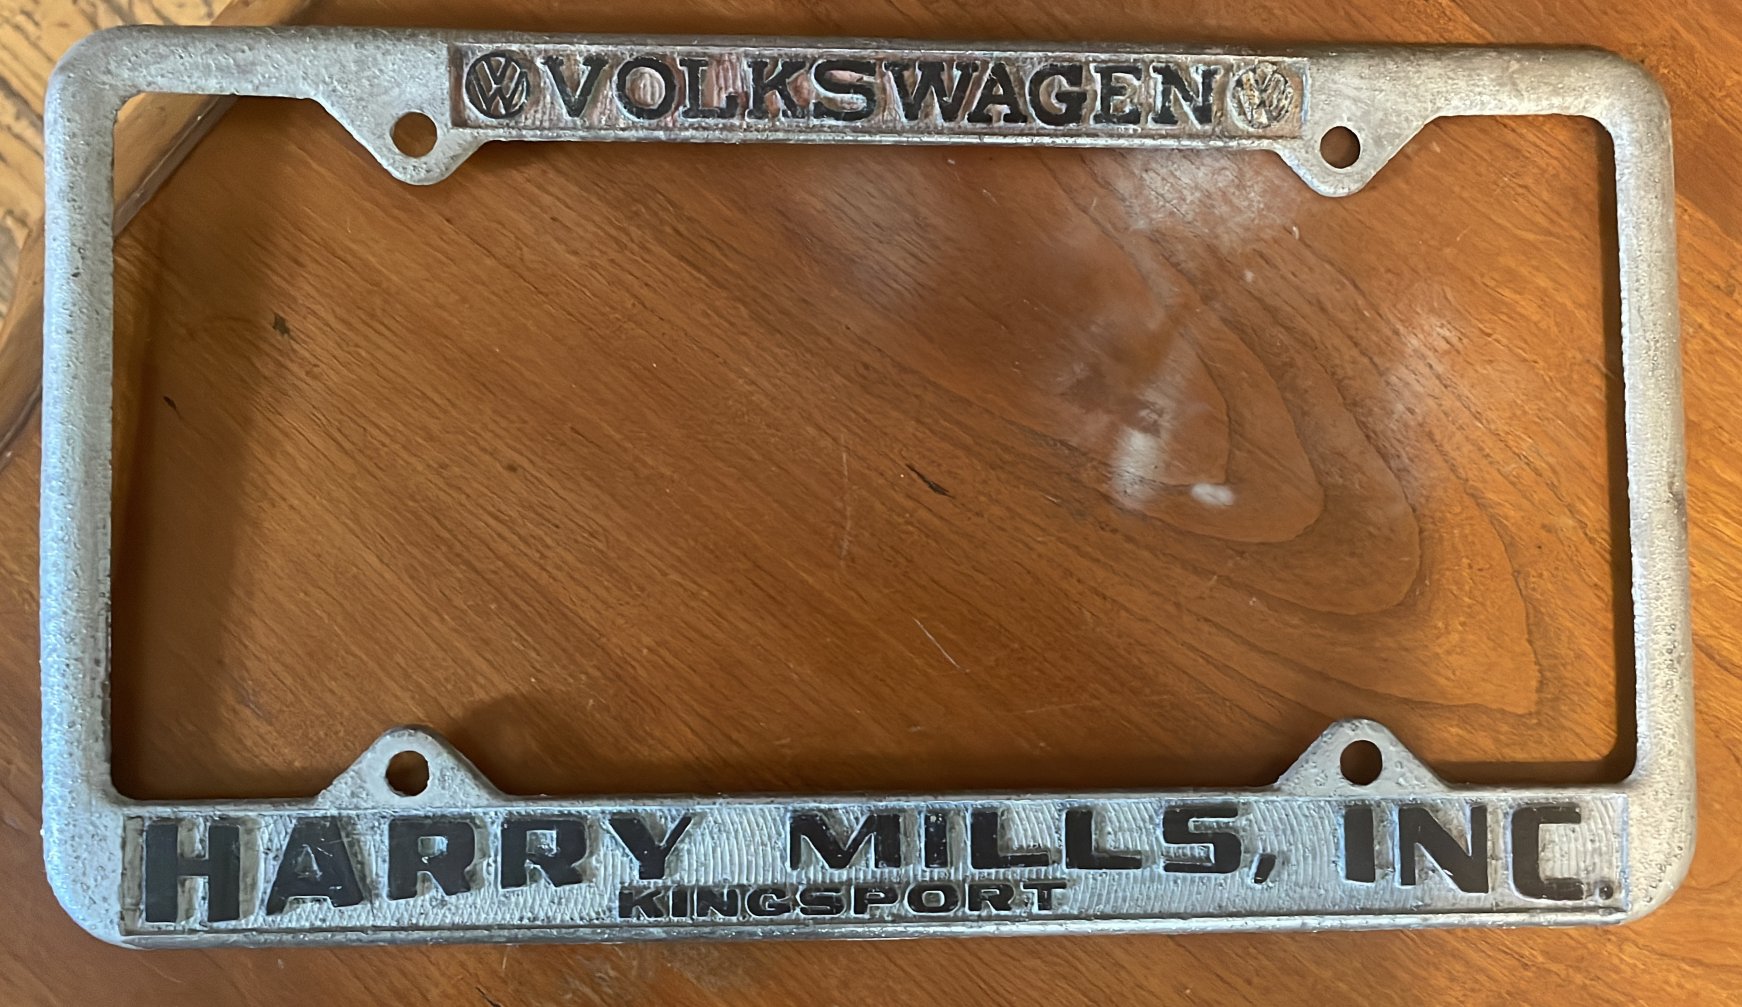 VOLKSWAGEN
HARRY MILLS, INC.
KINGSPORT